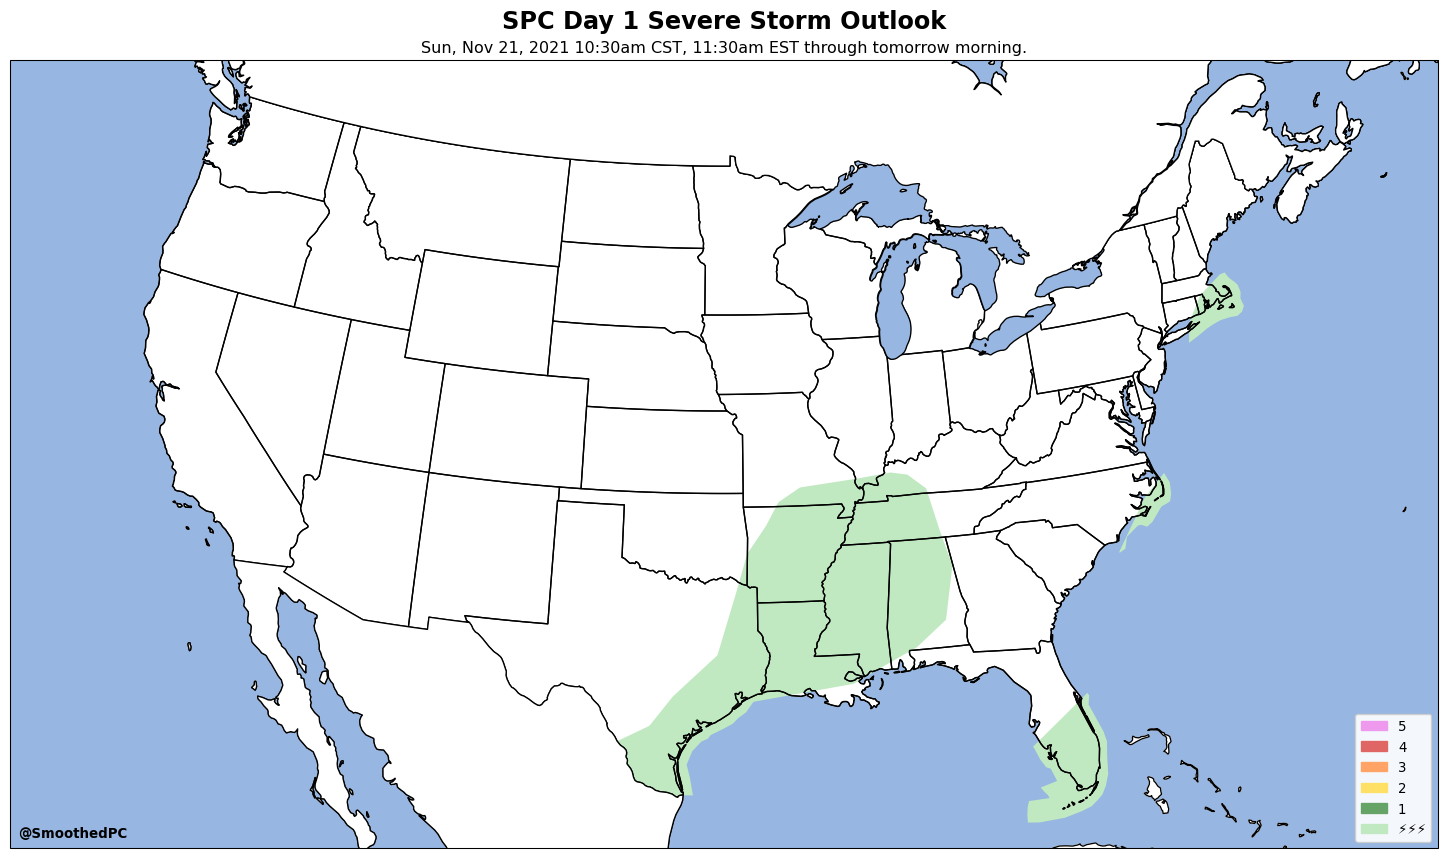 SPC Day 1 Severe Storm Outlook
Sun, Nov 21, 2021 10:30am CST, 11:30am EST through tomorrow morning.
5
4
3
2
1
⚡⚡⚡
@SmoothedPC